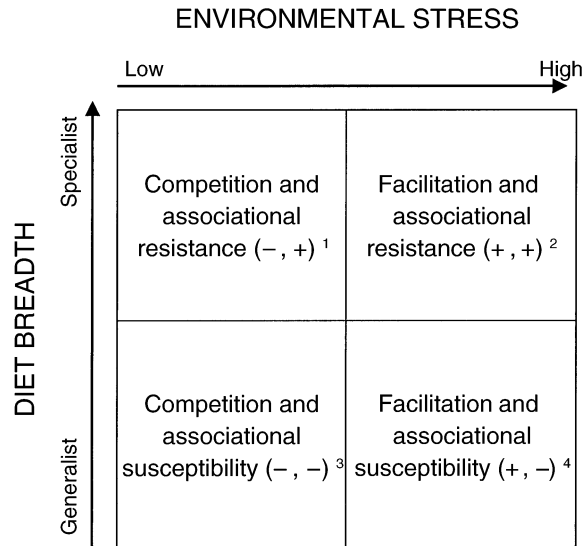 ENVIRONMENTAL STRESS
Low
High
DIET BREADTH
Specialist
Generalist
Competition and
associational
resistance (−, +) ¹
Facilitation and
associational
resistance (+, +) ²
Competition and
associational
susceptibility (−, −) ³
Facilitation and
associational
susceptibility (+, −) ⁴